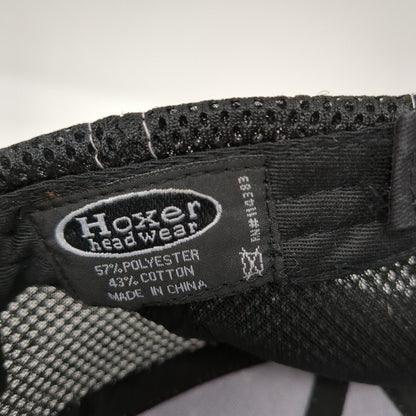 Hoxer
headwear
57% POLYESTER
43% COTTON
MADE IN CHINA
RN#114383